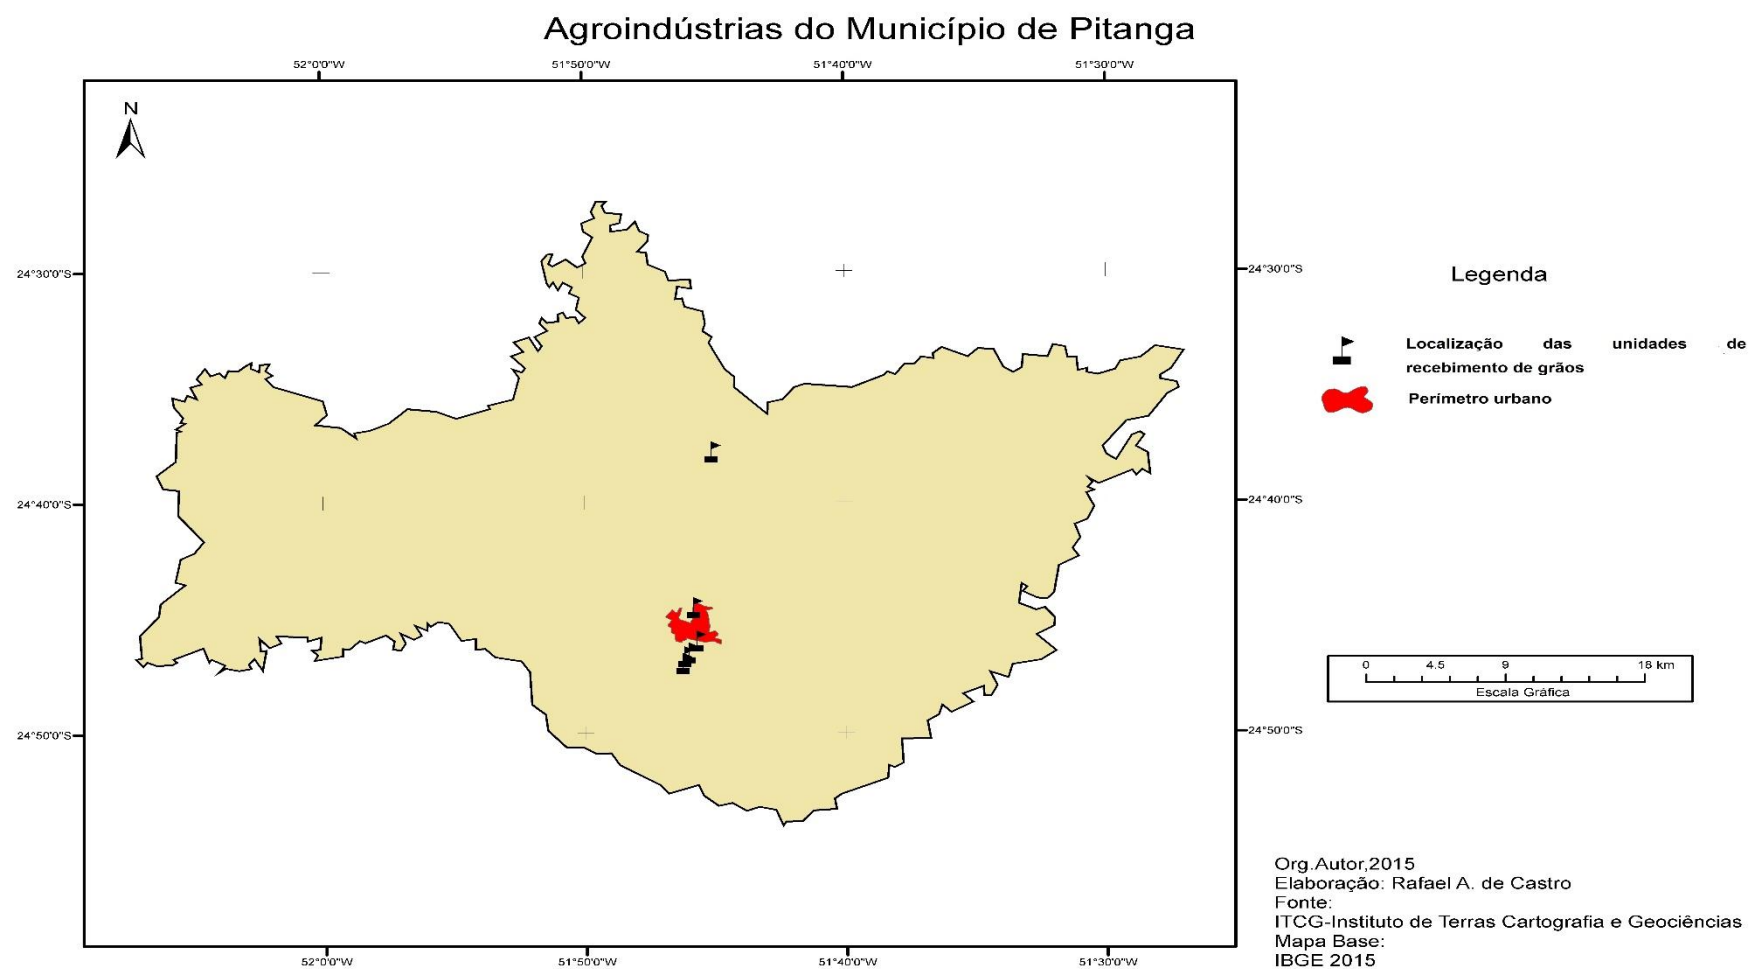 Agroindústrias do Município de Pitanga
52°0'0"W 51°50'0"W 51°40'0"W 51°30'0"W
N
24°30'0"S 24°30'0"S
Legenda
Localização das unidades de
recebimento de grãos
Perímetro urbano
24°40'0"S 24°40'0"S
0 4.5 9 18 km
Escala Gráfica
24°50'0"S 24°50'0"S
Org.Autor,2015
Elaboração: Rafael A. de Castro
Fonte:
ITCG-Instituto de Terras Cartografia e Geociências
Mapa Base:
IBGE 2015
52°0'0"W 51°50'0"W 51°40'0"W 51°30'0"W